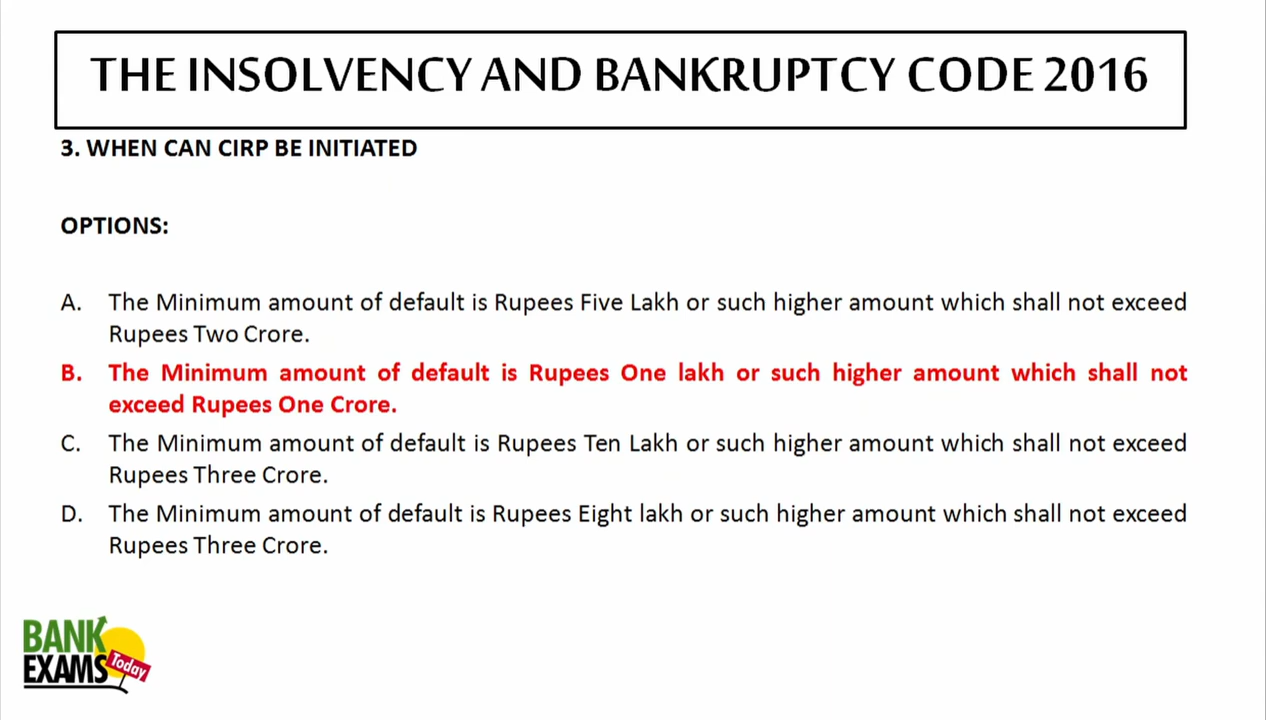 THE INSOLVENCY AND BANKRUPTCY CODE 2016
3. WHEN CAN CIRP BE INITIATED
OPTIONS:
A. The Minimum amount of default is Rupees Five Lakh or such higher amount which shall not exceed
Rupees Two Crore.
B. The Minimum amount of default is Rupees One lakh or such higher amount which shall not
exceed Rupees One Crore.
C. The Minimum amount of default is Rupees Ten Lakh or such higher amount which shall not exceed
Rupees Three Crore.
D. The Minimum amount of default is Rupees Eight lakh or such higher amount which shall not exceed
Rupees Three Crore.
BANK
EXAMS
Today